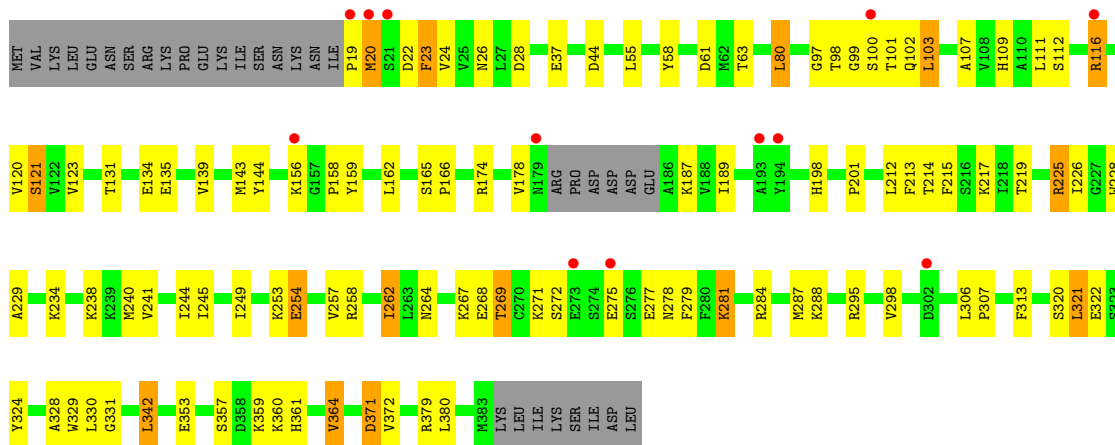 MET VAL LYS LEU GLU ASN SER ARG LYS PRO GLU LYS ILE SER ASN LYS ASN ILE P19 M20 S21 D22 F23 V24 V25 N26 L27 D28 E37 D44 L55 Y58 D61 M62 T63 L80 G97 T98 G99 S100 T101 Q102 L103 A107 V108 H109 A110 L111 S112 R116
V120 S121 V122 V123 T131 E134 E135 V139 M143 Y144 K156 G157 P158 Y159 L162 S165 P166 R174 V178 N179 ARG PRO ASP ASP ASP GLU A186 K187 V188 I189 A193 Y194 H198 P201 L212 F213 T214 F215 S216 K217 I218 T219 R225 I226 G227
A229 K234 K238 K239 M240 V241 I244 I245 I249 K253 E254 V257 R258 I262 L263 N264 K267 E268 T269 C270 K271 S272 E273 S274 E275 S276 E277 N278 F279 F280 K281 R284 M287 K288 R295 V298 D302 L306 P307 F313 S320 L321 E322 S323
Y324 A328 W329 L330 G331 L342 E353 S357 D358 K359 K360 H361 V364 D371 V372 R379 L380 M383 LYS LEU ILE LYS SER ILE ASP LEU